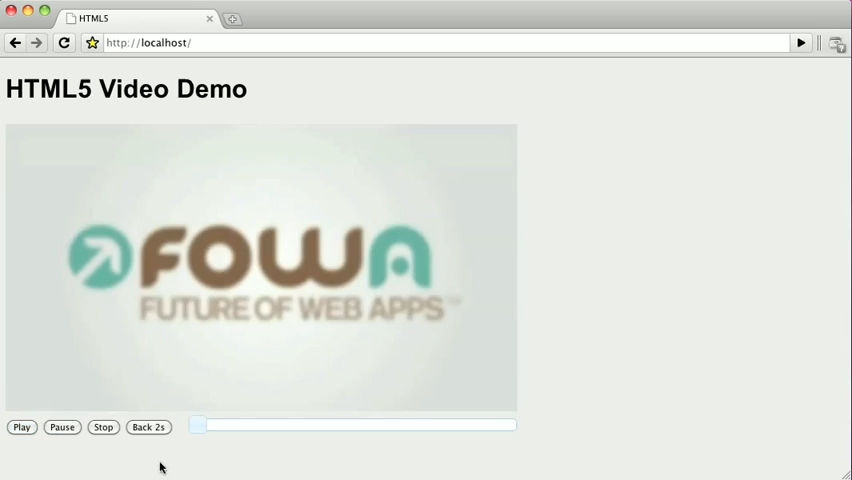 HTML5
http://localhost/
HTML5 Video Demo
FOWA
FUTURE OF WEB APPS
Play Pause Stop Back 2s